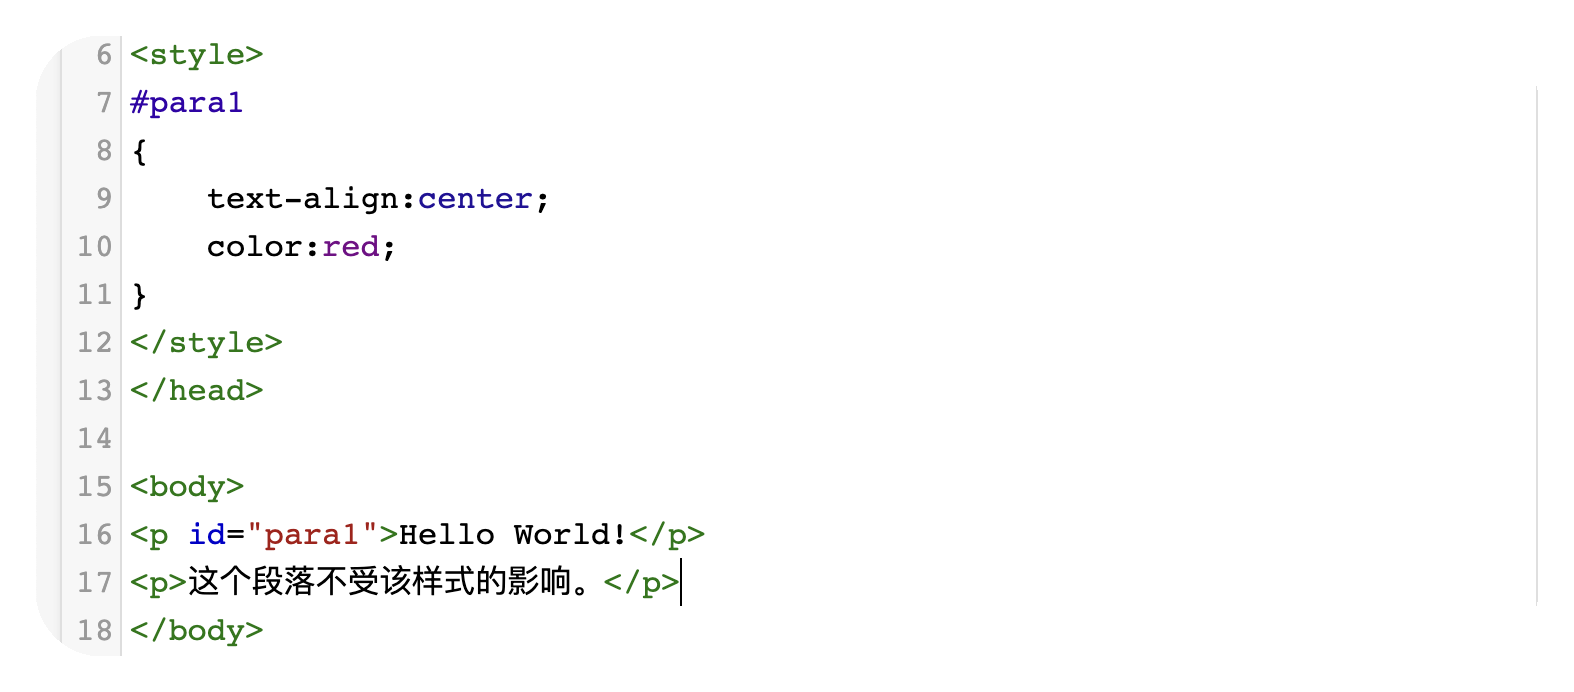 6 <style>
7 #para1
8 {
9     text-align:center;
10     color:red;
11 }
12 </style>
13 </head>
14
15 <body>
16 <p id="para1">Hello World!</p>
17 <p>这个段落不受该样式的影响。</p>
18 </body>